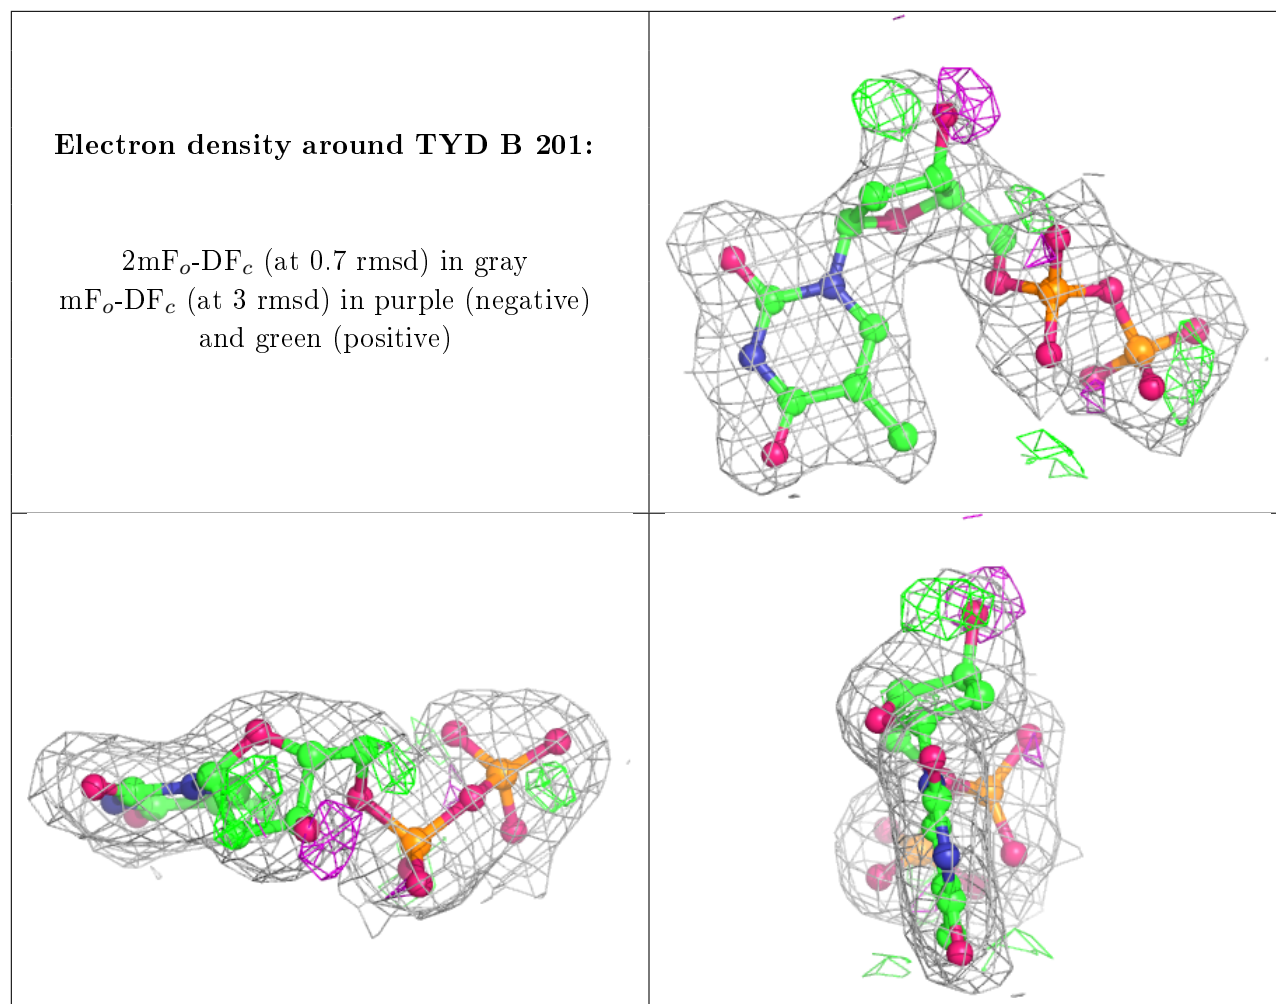 Electron density around TYD B 201:
2mFₒ-DF𝒸 (at 0.7 rmsd) in gray
mFₒ-DF𝒸 (at 3 rmsd) in purple (negative)
and green (positive)